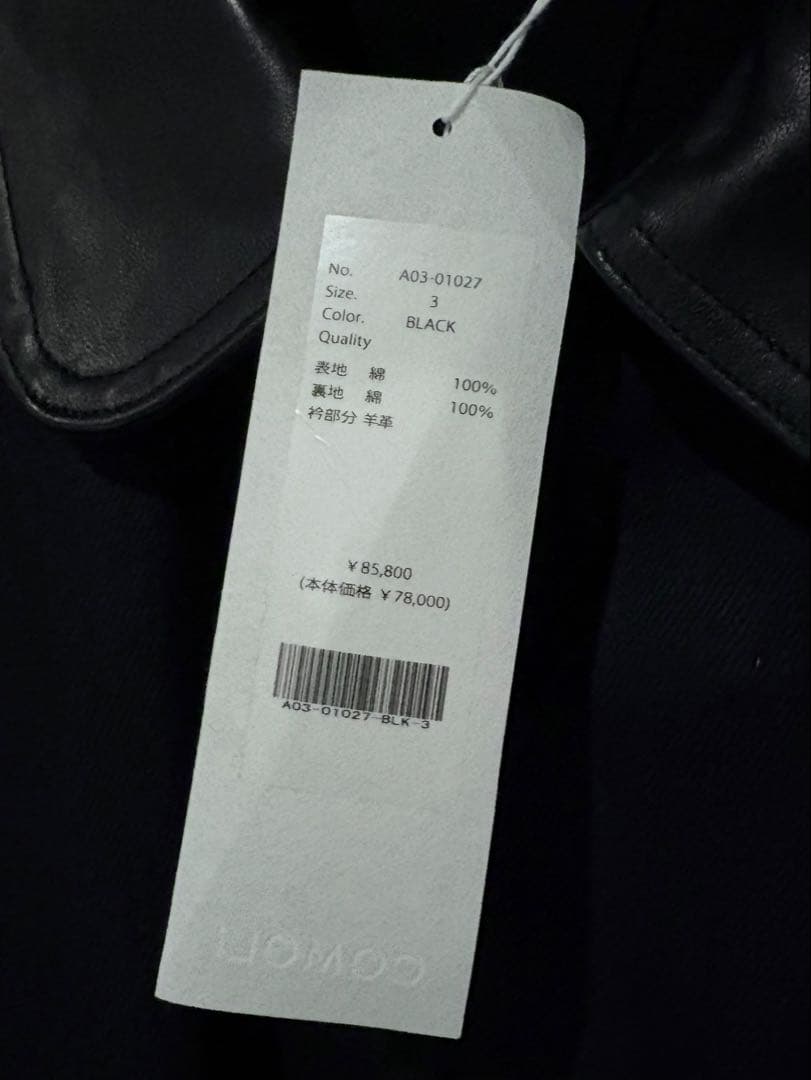 No. A03-01027
Size. 3
Color. BLACK
Quality
表地 綿 100%
裏地 綿 100%
衿部分 羊革
¥85,800
(本体価格 ¥78,000)
A03-01027-BLK-3
COMOLI